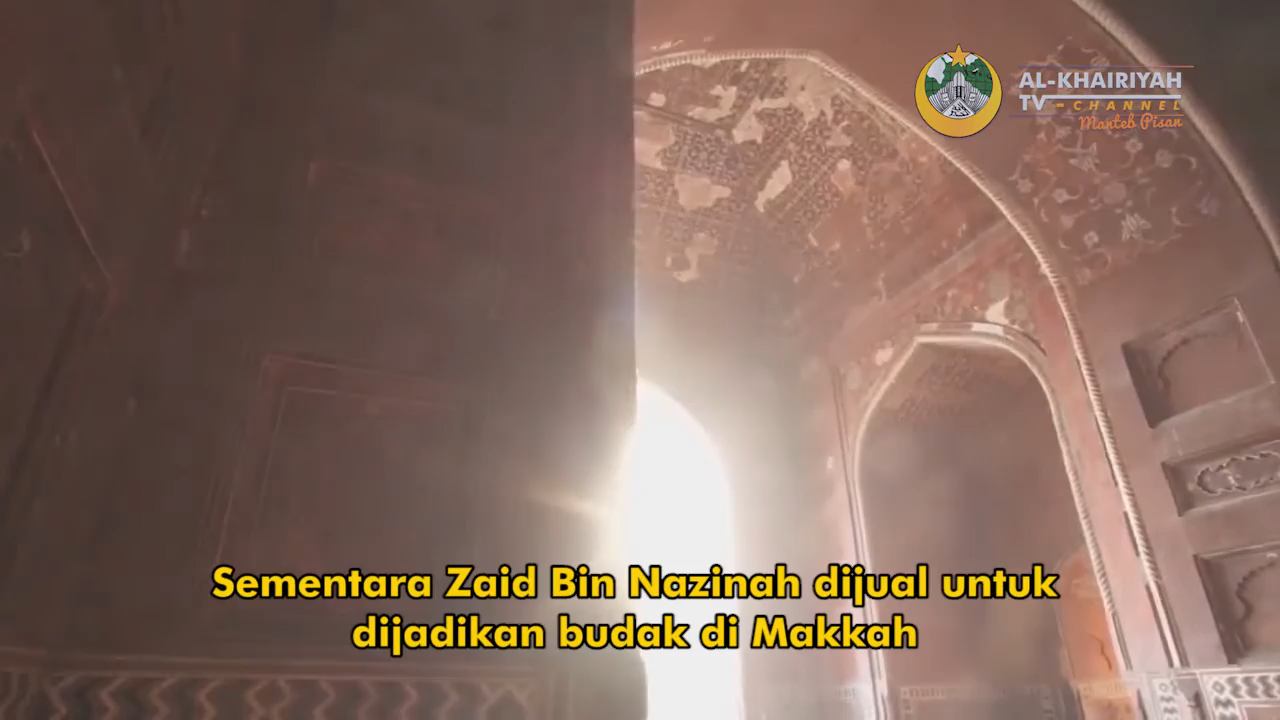 AL-KHAIRIYAH
TV - CHANNEL
Manteb Pisan
Sementara Zaid Bin Nazinah dijual untuk
dijadikan budak di Makkah